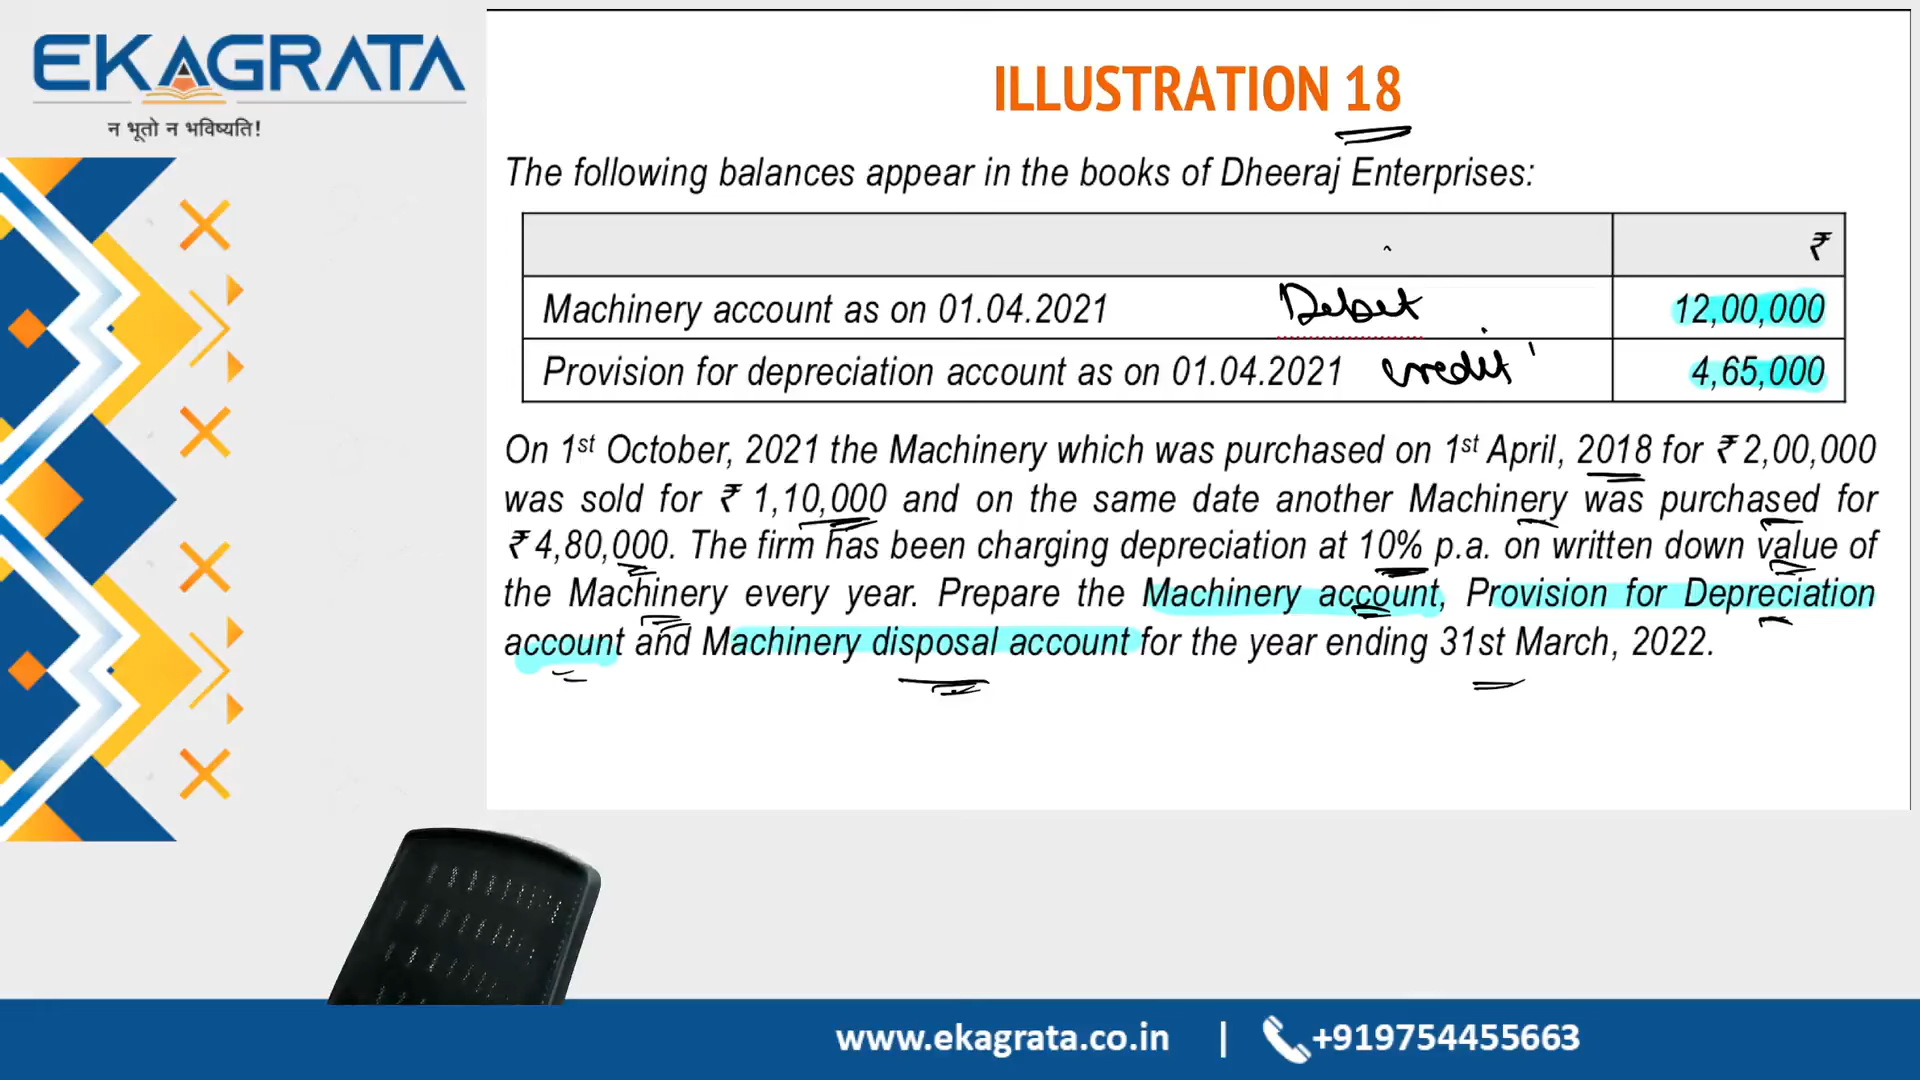 EKAGRATA
न भूतो न भविष्यति!
ILLUSTRATION 18
The following balances appear in the books of Dheeraj Enterprises:
₹
Machinery account as on 01.04.2021 Debit 12,00,000
Provision for depreciation account as on 01.04.2021 credit 4,65,000
On 1st October, 2021 the Machinery which was purchased on 1st April, 2018 for ₹ 2,00,000
was sold for ₹ 1,10,000 and on the same date another Machinery was purchased for
₹ 4,80,000. The firm has been charging depreciation at 10% p.a. on written down value of
the Machinery every year. Prepare the Machinery account, Provision for Depreciation
account and Machinery disposal account for the year ending 31st March, 2022.
www.ekagrata.co.in | +919754455663